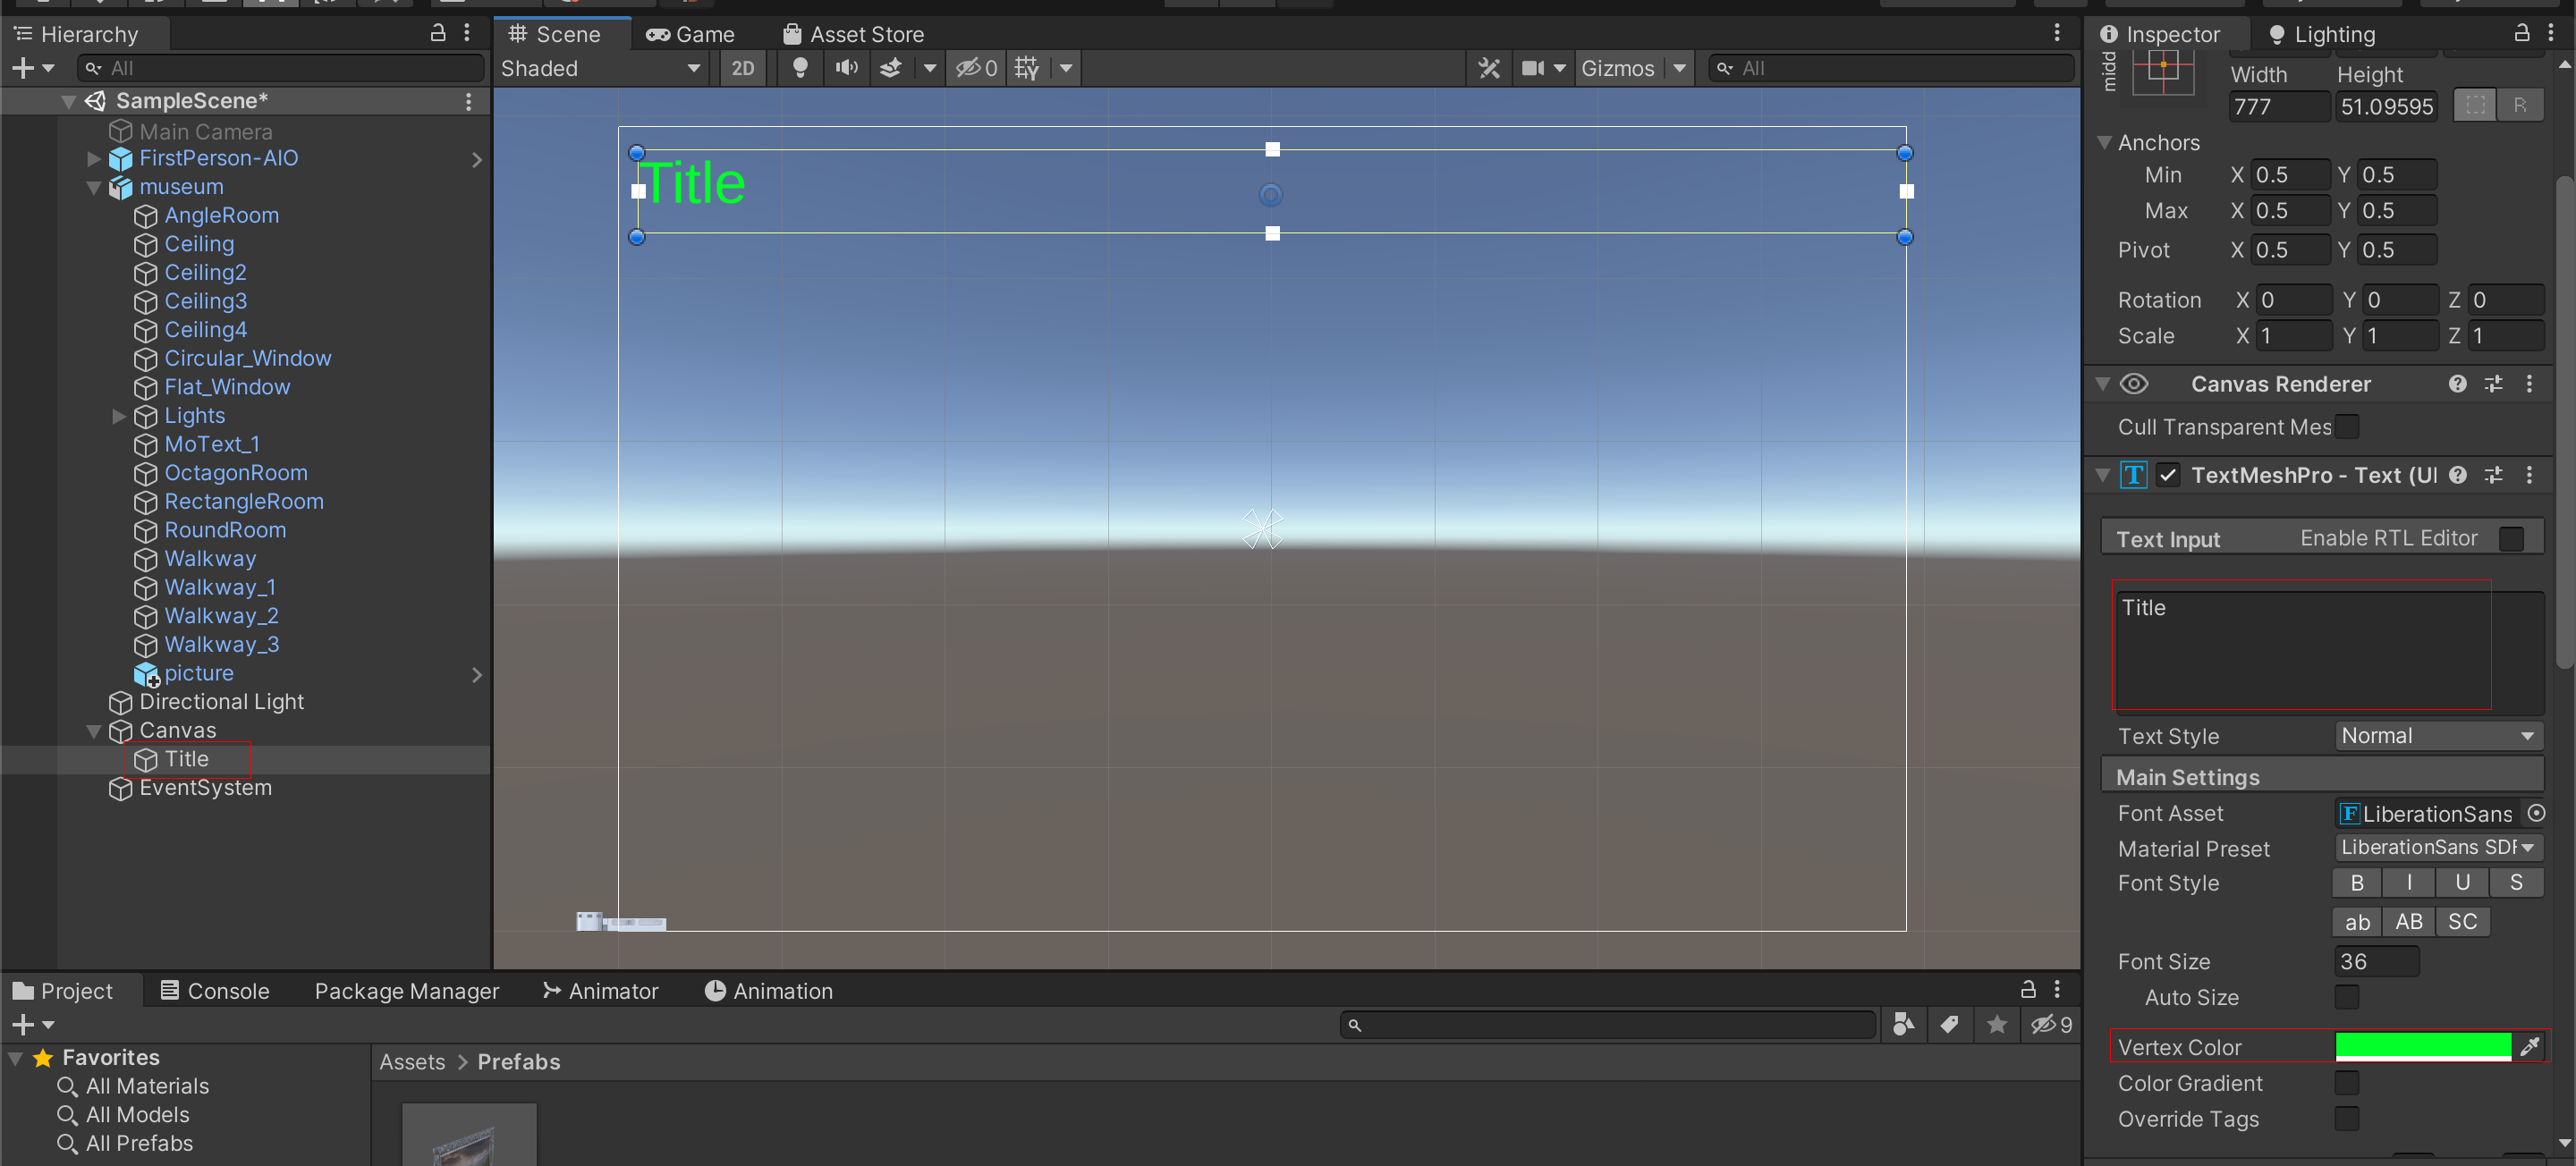 Hierarchy
All
SampleScene*
Main Camera
FirstPerson-AIO
museum
AngleRoom
Ceiling
Ceiling2
Ceiling3
Ceiling4
Circular_Window
Flat_Window
Lights
MoText_1
OctagonRoom
RectangleRoom
RoundRoom
Walkway
Walkway_1
Walkway_2
Walkway_3
picture
Directional Light
Canvas
Title
EventSystem
Scene Game Asset Store
Shaded 2D 0 Gizmos All
Title
Inspector Lighting
midd
Width Height
777 51.09595 R
Anchors
Min X 0.5 Y 0.5
Max X 0.5 Y 0.5
Pivot X 0.5 Y 0.5
Rotation X 0 Y 0 Z 0
Scale X 1 Y 1 Z 1
Canvas Renderer
Cull Transparent Mes
T TextMeshPro - Text (UI
Text Input Enable RTL Editor
Title
Text Style Normal
Main Settings
Font Asset F LiberationSans
Material Preset LiberationSans SDF
Font Style B I U S
ab AB SC
Font Size 36
Auto Size
Vertex Color
Color Gradient
Override Tags
Project Console Package Manager Animator Animation
9
Favorites
All Materials
All Models
All Prefabs
Assets > Prefabs